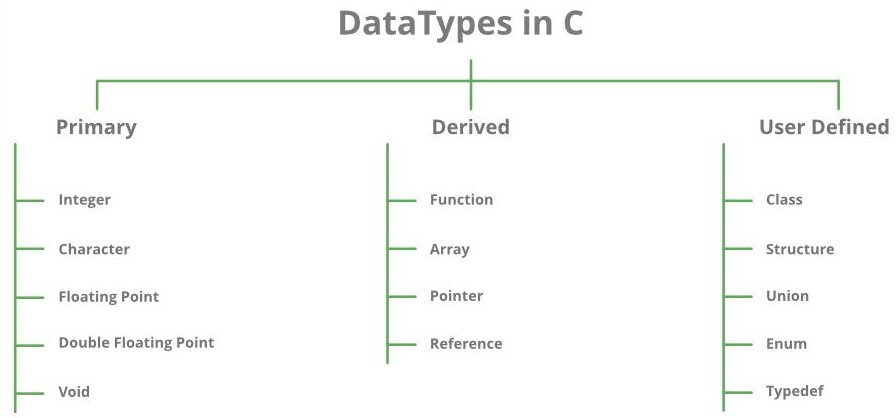 DataTypes in C
Primary
Integer
Character
Floating Point
Double Floating Point
Void
Derived
Function
Array
Pointer
Reference
User Defined
Class
Structure
Union
Enum
Typedef